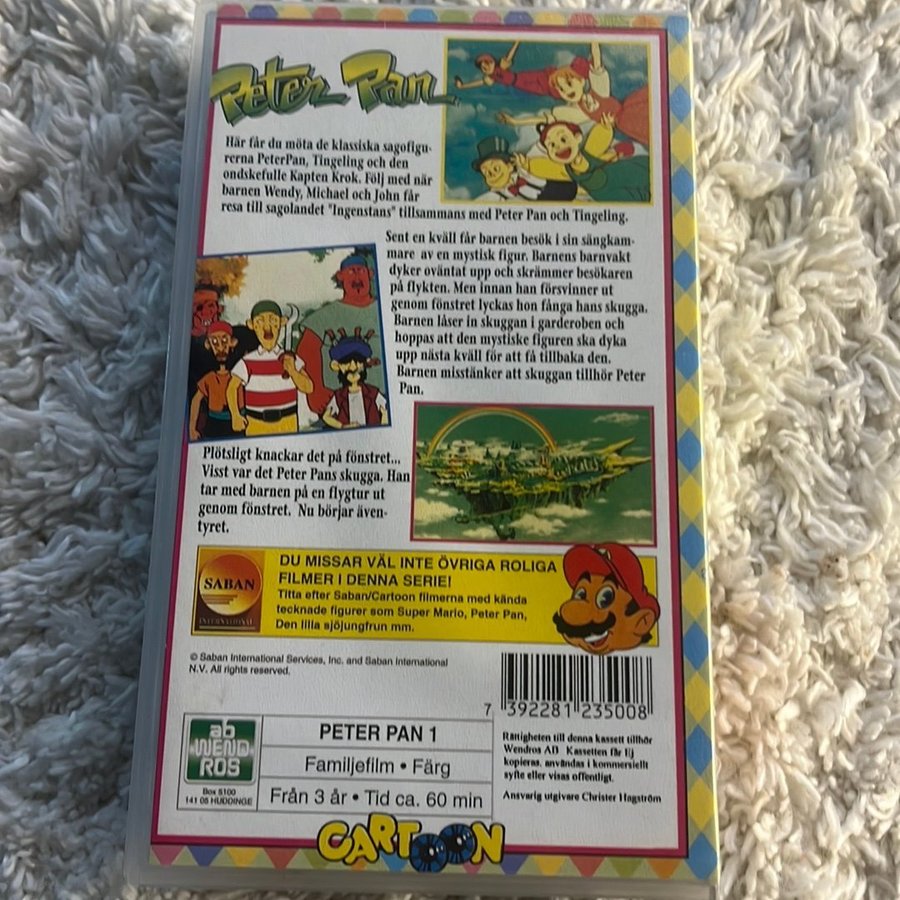 Peter Pan
Här får du möta de klassiska sagofigu-
rerna PeterPan, Tingeling och den
ondskefulle Kapten Krok. Följ med när
barnen Wendy, Michael och John får
resa till sagolandet "Ingenstans" tillsammans med Peter Pan och Tingeling.
Sent en kväll får barnen besök i sin sängkam-
mare av en mystisk figur. Barnens barnvakt
dyker oväntat upp och skrämmer besökaren
på flykten. Men innan han försvinner ut
genom fönstret lyckas hon fånga hans skugga.
Barnen låser in skuggan i garderoben och
hoppas att den mystiske figuren ska dyka
upp nästa kväll för att få tillbaka den.
Barnen misstänker att skuggan tillhör Peter
Pan.
Plötsligt knackar det på fönstret...
Visst var det Peter Pans skugga. Han
tar med barnen på en flygtur ut
genom fönstret. Nu börjar även-
tyret.
SABAN
INTERNATIONAL
DU MISSAR VÄL INTE ÖVRIGA ROLIGA
FILMER I DENNA SERIE!
Titta efter Saban/Cartoon filmerna med kända
tecknade figurer som Super Mario, Peter Pan,
Den lilla sjöjungfrun mm.
© Saban International Services, Inc. and Saban International
N.V. All rights reserved.
7 392281 235008
ab
WEND
ROS
Box 5100
141 05 HUDDINGE
PETER PAN 1
Familjefilm • Färg
Från 3 år • Tid ca. 60 min
Rättigheten till denna kassett tillhör
Wendros AB Kassetten får Ej
kopieras, användas i kommersiellt
syfte eller visas offentligt.
Ansvarig utgivare Christer Hagström
CARTOON